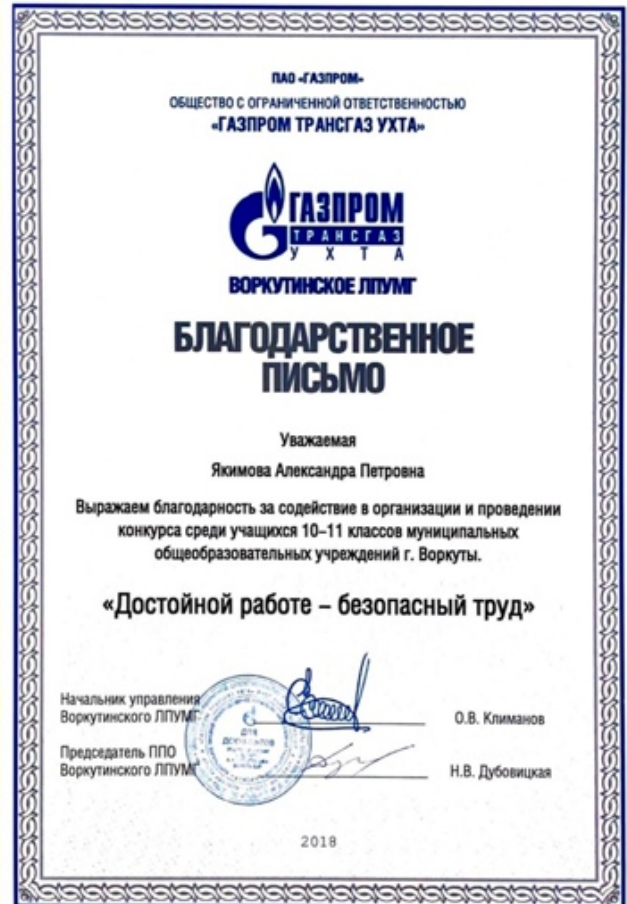 ПАО «ГАЗПРОМ»
ОБЩЕСТВО С ОГРАНИЧЕННОЙ ОТВЕТСТВЕННОСТЬЮ
«ГАЗПРОМ ТРАНСГАЗ УХТА»
ГАЗПРОМ
ТРАНСГАЗ
УХТА
ВОРКУТИНСКОЕ ЛПУМГ
БЛАГОДАРСТВЕННОЕ
ПИСЬМО
Уважаемая
Якимова Александра Петровна
Выражаем благодарность за содействие в организации и проведении
конкурса среди учащихся 10–11 классов муниципальных
общеобразовательных учреждений г. Воркуты.
«Достойной работе – безопасный труд»
Начальник управления
Воркутинского ЛПУМГ
О.В. Климанов
Председатель ППО
Воркутинского ЛПУМГ
Н.В. Дубовицкая
ДЛЯ
ДОКУМЕНТОВ
2018